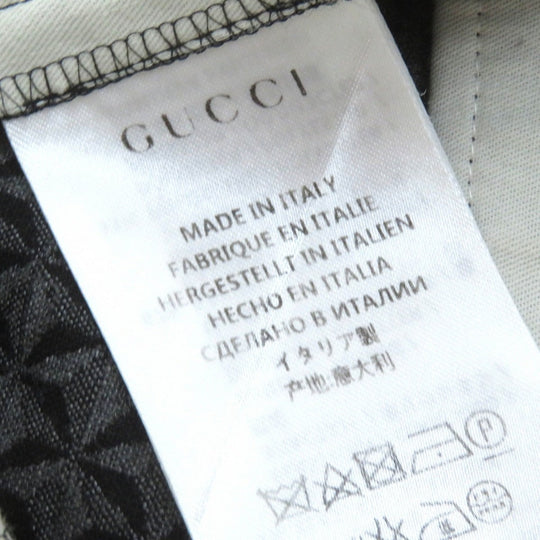 GUCCI
MADE IN ITALY
FABRIQUE EN ITALIE
HERGESTELLT IN ITALIEN
HECHO EN ITALIA
СДЕЛАНО В ИТАЛИИ
イタリア製
产地:意大利
P